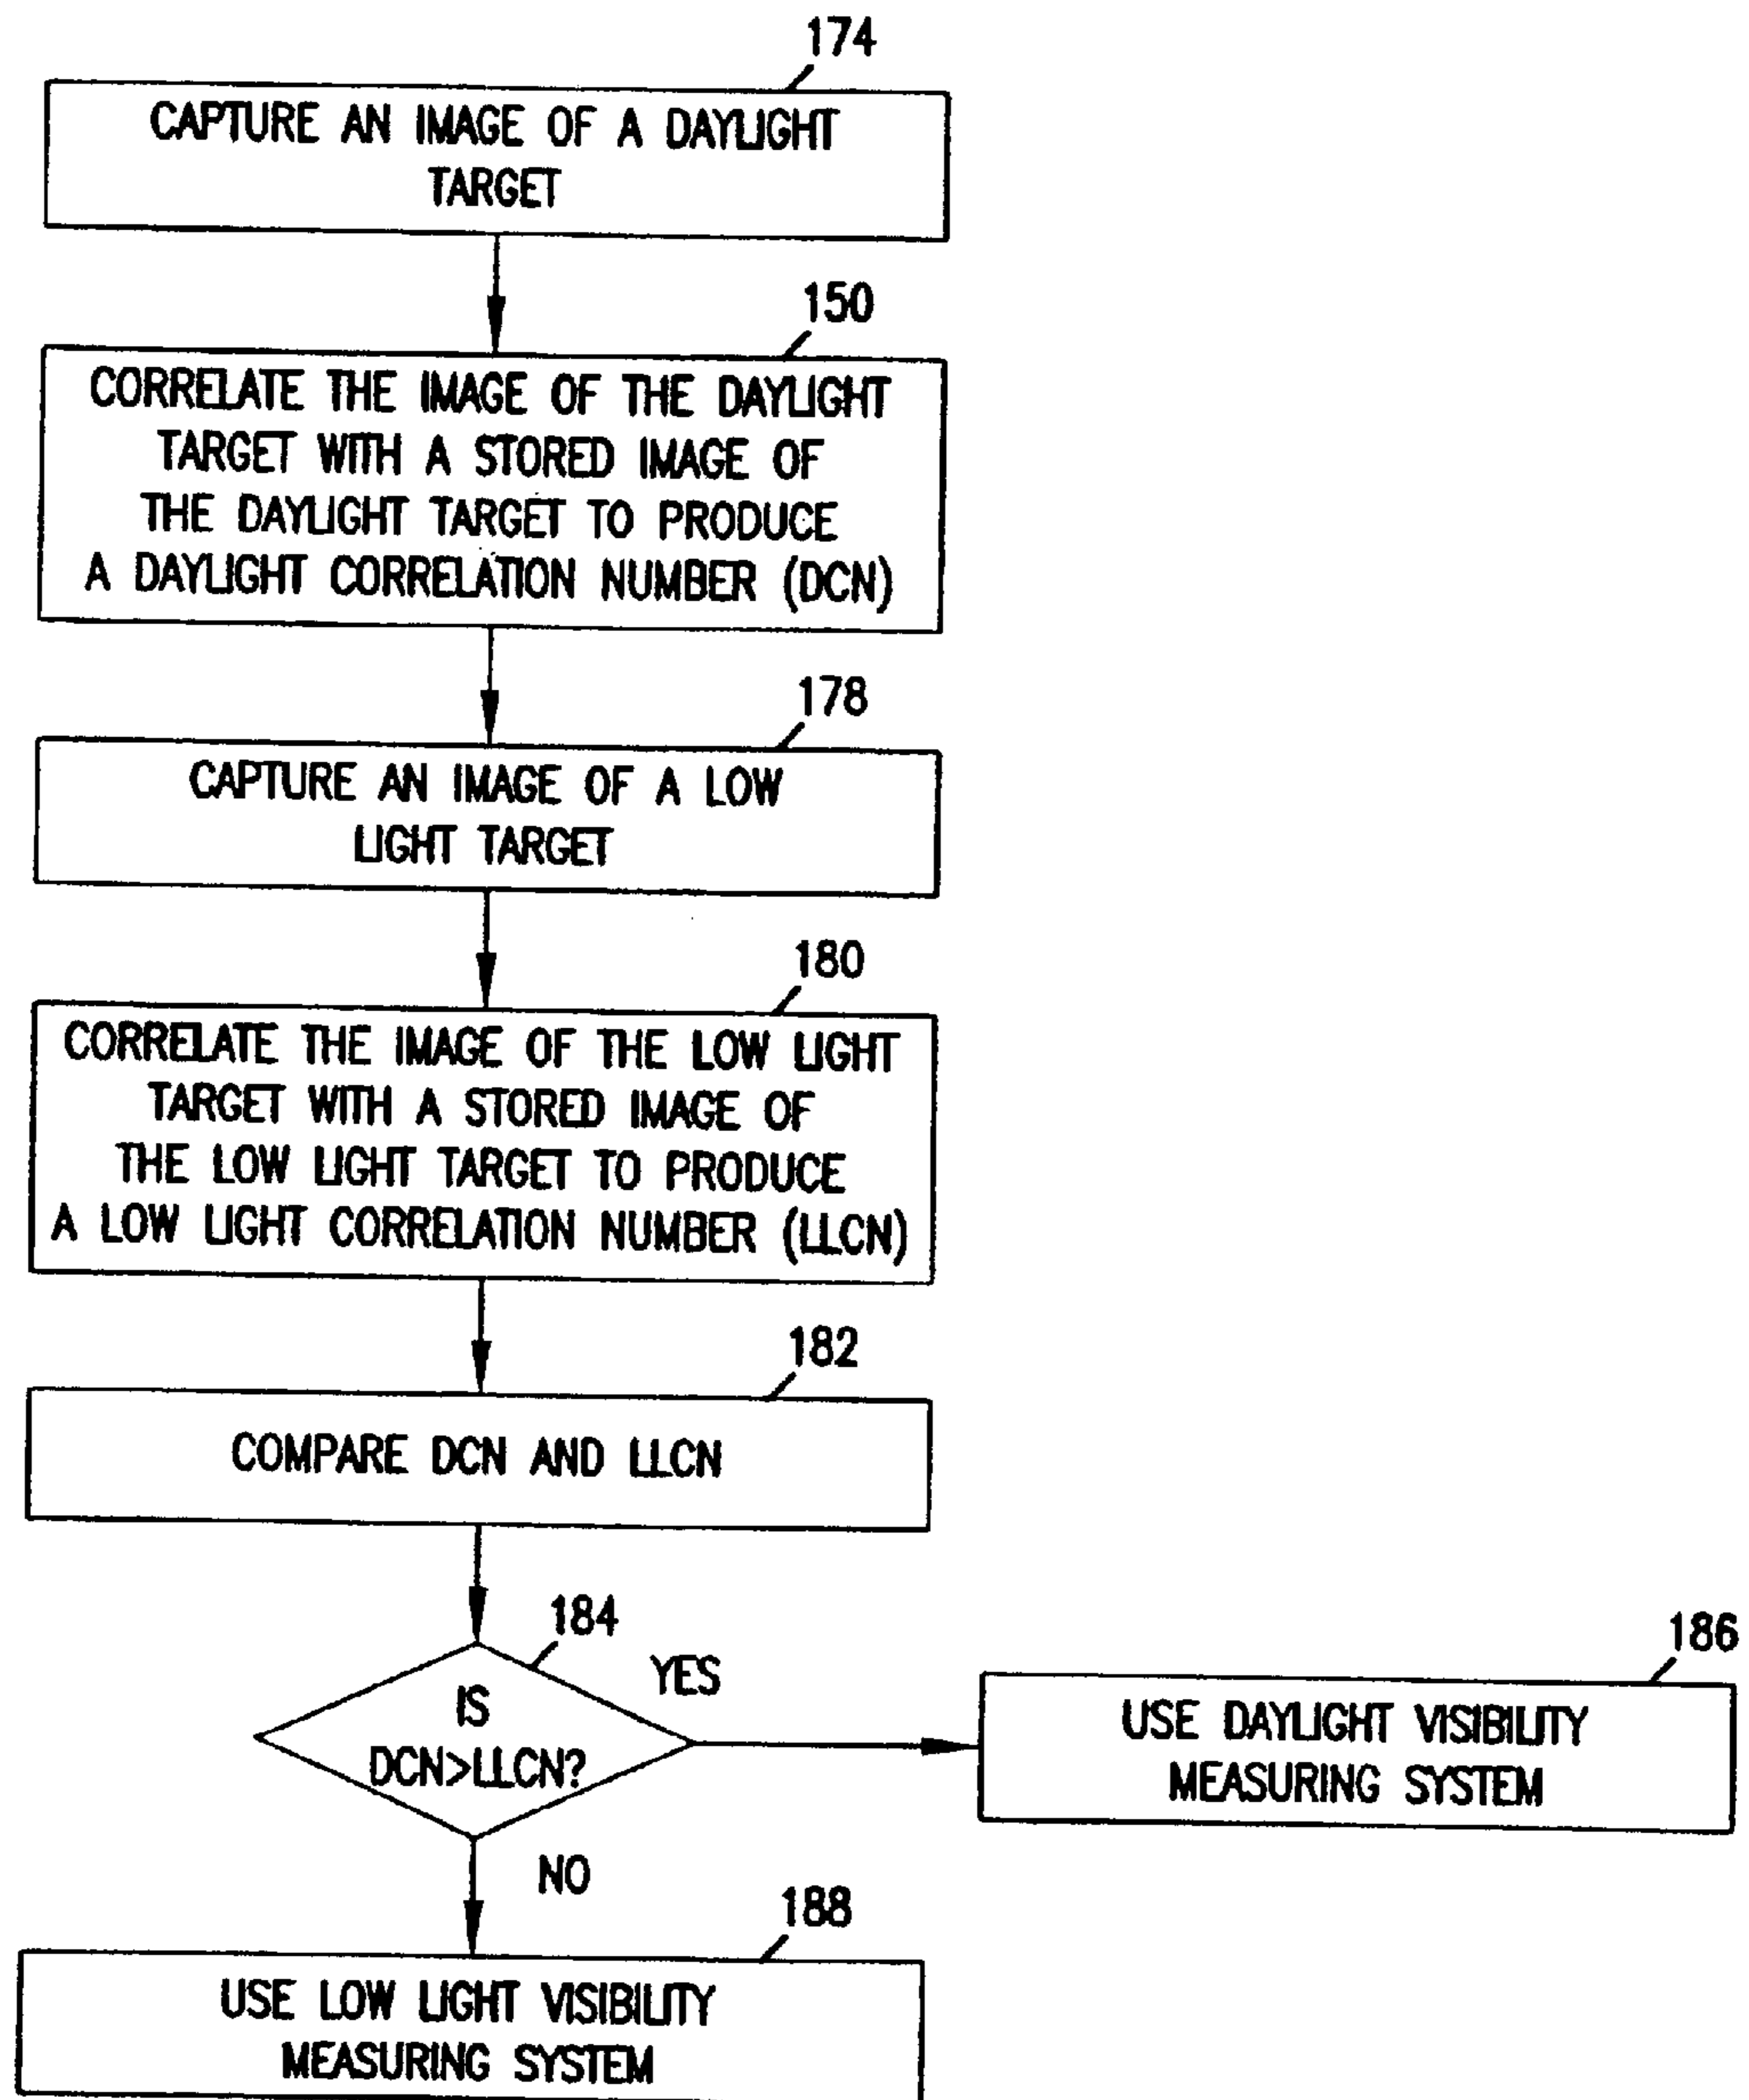 174
CAPTURE AN IMAGE OF A DAYLIGHT
TARGET
150
CORRELATE THE IMAGE OF THE DAYLIGHT
TARGET WITH A STORED IMAGE OF
THE DAYLIGHT TARGET TO PRODUCE
A DAYLIGHT CORRELATION NUMBER (DCN)
178
CAPTURE AN IMAGE OF A LOW
LIGHT TARGET
180
CORRELATE THE IMAGE OF THE LOW LIGHT
TARGET WITH A STORED IMAGE OF
THE LOW LIGHT TARGET TO PRODUCE
A LOW LIGHT CORRELATION NUMBER (LLCN)
182
COMPARE DCN AND LLCN
184
IS
DCN>LLCN?
YES
186
USE DAYLIGHT VISIBILITY
MEASURING SYSTEM
NO
188
USE LOW LIGHT VISIBILITY
MEASURING SYSTEM